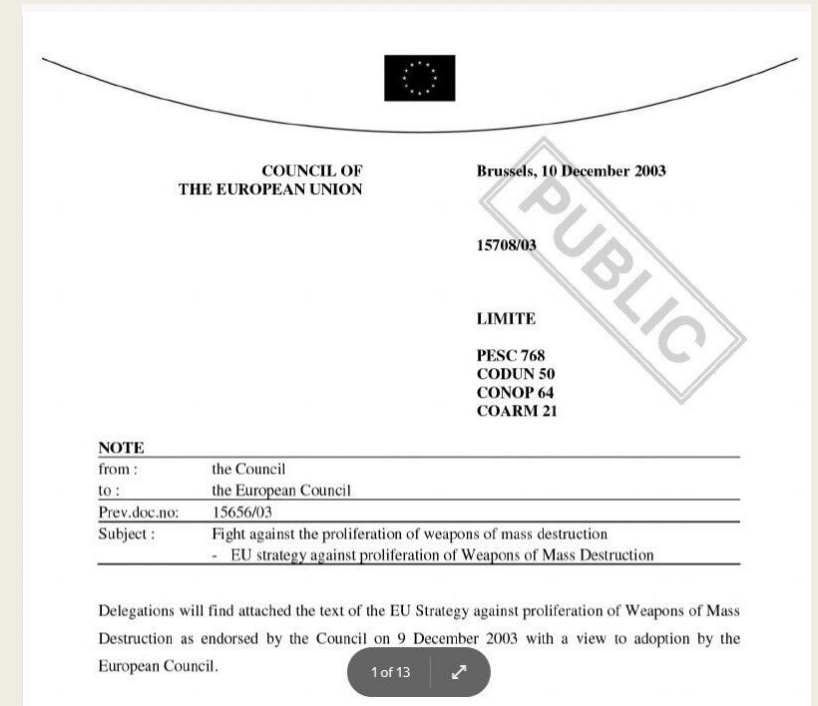 COUNCIL OF
THE EUROPEAN UNION
Brussels, 10 December 2003
15708/03
LIMITE
PESC 768
CODUN 50
CONOP 64
COARM 21
PUBLIC
NOTE
from : the Council
to : the European Council
Prev.doc.no: 15656/03
Subject : Fight against the proliferation of weapons of mass destruction
- EU strategy against proliferation of Weapons of Mass Destruction
Delegations will find attached the text of the EU Strategy against proliferation of Weapons of Mass
Destruction as endorsed by the Council on 9 December 2003 with a view to adoption by the
European Council.
1 of 13